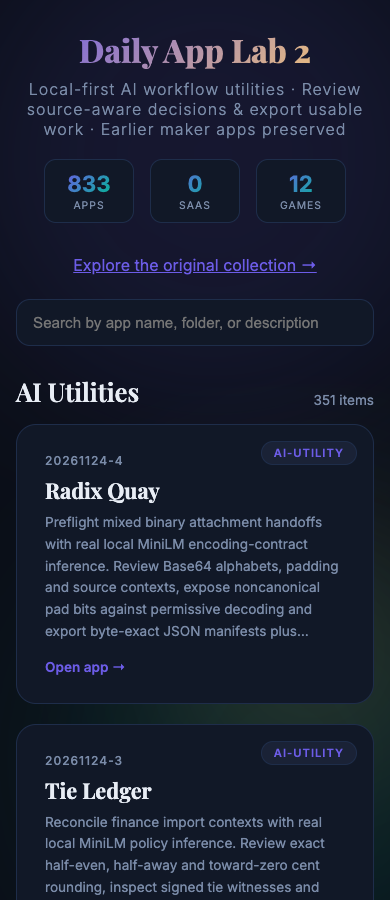 Daily App Lab 2
Local-first AI workflow utilities · Review
source-aware decisions & export usable
work · Earlier maker apps preserved
833
APPS
0
SAAS
12
GAMES
Explore the original collection →
Search by app name, folder, or description
AI Utilities
351 items
AI-UTILITY
20261124-4
Radix Quay
Preflight mixed binary attachment handoffs
with real local MiniLM encoding-contract
inference. Review Base64 alphabets, padding
and source contexts, expose noncanonical
pad bits against permissive decoding and
export byte-exact JSON manifests plus...
Open app →
AI-UTILITY
20261124-3
Tie Ledger
Reconcile finance import contexts with real
local MiniLM policy inference. Review exact
half-even, half-away and toward-zero cent
rounding, inspect signed tie witnesses and